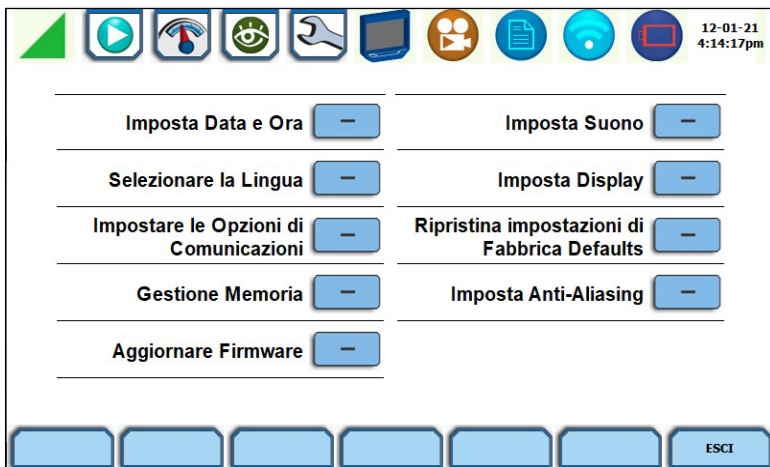 12-01-21
4:14:17pm
Imposta Data e Ora
Imposta Suono
Selezionare la Lingua
Imposta Display
Impostare le Opzioni di
Comunicazioni
Ripristina impostazioni di
Fabbrica Defaults
Gestione Memoria
Imposta Anti-Aliasing
Aggiornare Firmware
ESCI